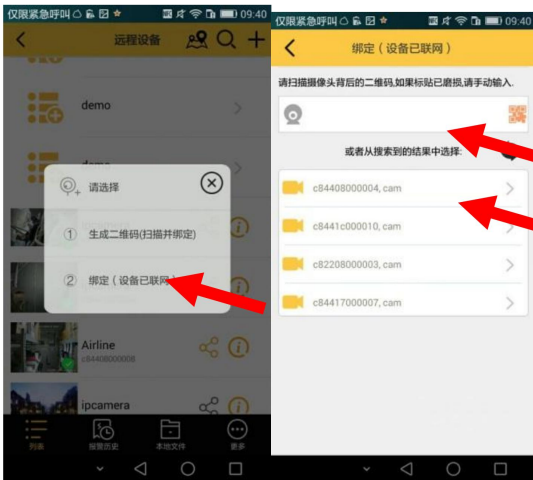 仅限紧急呼叫
09:40
远程设备
demo
demo
请选择
① 生成二维码(扫描并绑定)
② 绑定（设备已联网）
Airline
c84408000008
ipcamera
列表
报警历史
本地文件
更多
仅限紧急呼叫
09:40
绑定（设备已联网）
请扫描摄像头背后的二维码,如果标贴已磨损,请手动输入.
或者从搜索到的结果中选择:
c84408000004, cam
c8441c000010, cam
c82208000003, cam
c84417000007, cam